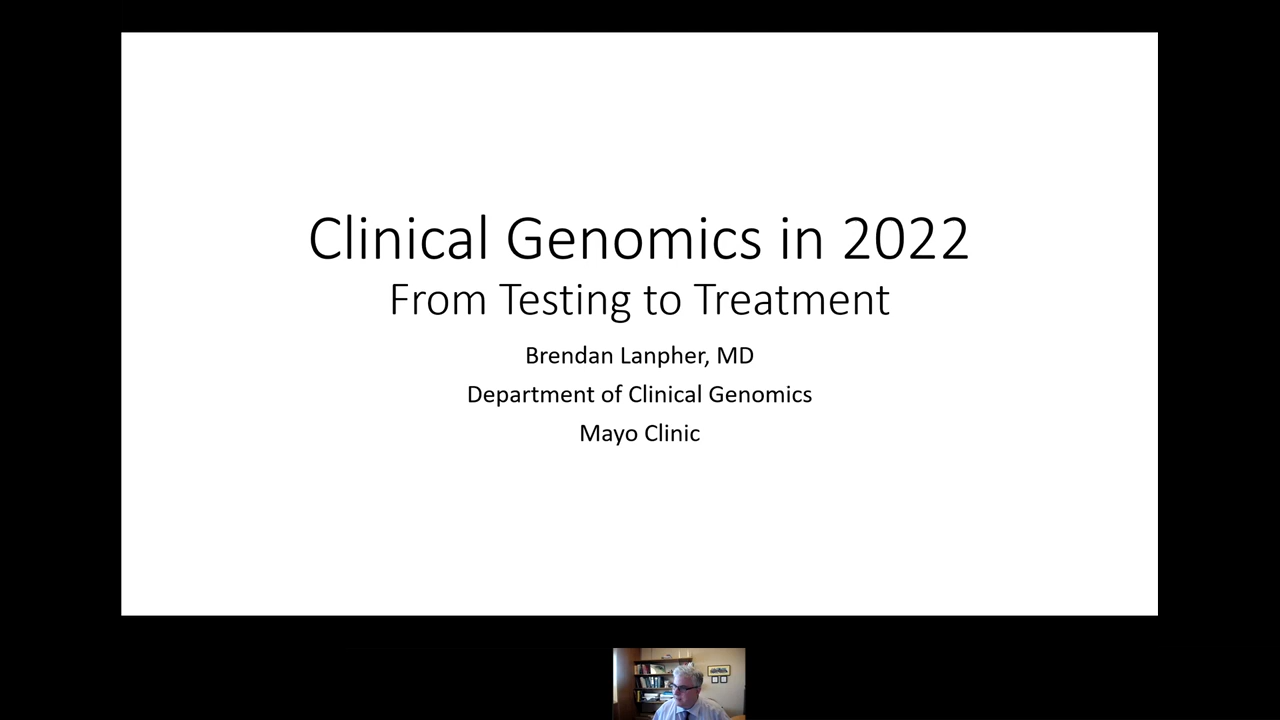 Clinical Genomics in 2022
From Testing to Treatment
Brendan Lanpher, MD
Department of Clinical Genomics
Mayo Clinic